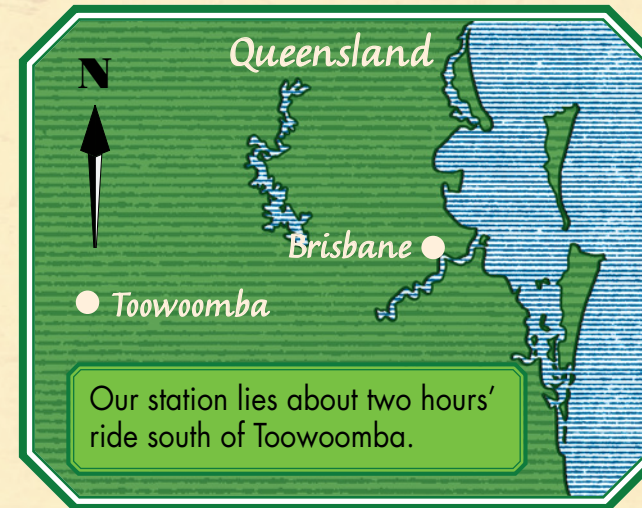 Queensland
N
Brisbane
Toowoomba
Our station lies about two hours'
ride south of Toowoomba.